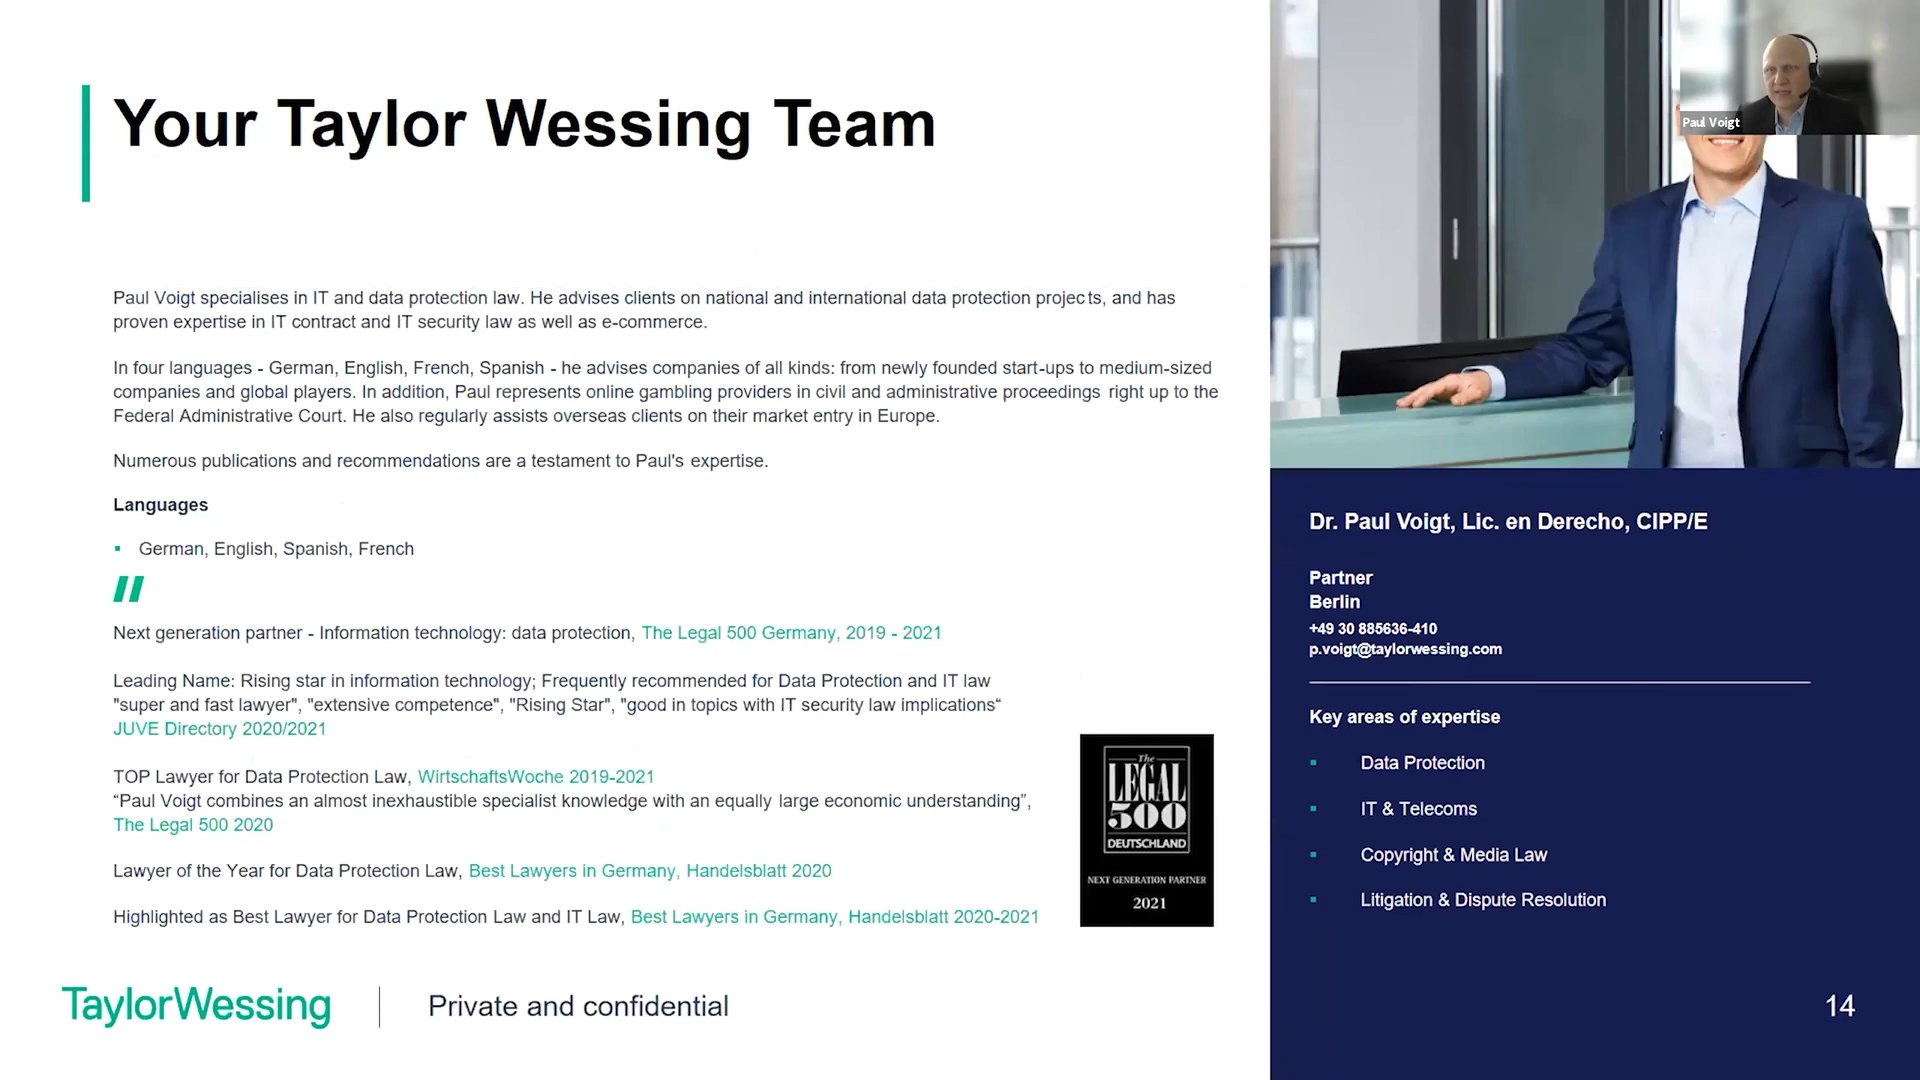 Your Taylor Wessing Team
Paul Voigt specialises in IT and data protection law. He advises clients on national and international data protection projects, and has
proven expertise in IT contract and IT security law as well as e-commerce.
In four languages - German, English, French, Spanish - he advises companies of all kinds: from newly founded start-ups to medium-sized
companies and global players. In addition, Paul represents online gambling providers in civil and administrative proceedings right up to the
Federal Administrative Court. He also regularly assists overseas clients on their market entry in Europe.
Numerous publications and recommendations are a testament to Paul's expertise.
Languages
▪ German, English, Spanish, French
"
Next generation partner - Information technology: data protection, The Legal 500 Germany, 2019 - 2021
Leading Name: Rising star in information technology; Frequently recommended for Data Protection and IT law
"super and fast lawyer", "extensive competence", "Rising Star", "good in topics with IT security law implications“
JUVE Directory 2020/2021
TOP Lawyer for Data Protection Law, WirtschaftsWoche 2019-2021
“Paul Voigt combines an almost inexhaustible specialist knowledge with an equally large economic understanding”,
The Legal 500 2020
Lawyer of the Year for Data Protection Law, Best Lawyers in Germany, Handelsblatt 2020
Highlighted as Best Lawyer for Data Protection Law and IT Law, Best Lawyers in Germany, Handelsblatt 2020-2021
The
LEGAL
500
DEUTSCHLAND
NEXT GENERATION PARTNER
2021
TaylorWessing
Private and confidential
Paul Voigt
Dr. Paul Voigt, Lic. en Derecho, CIPP/E
Partner
Berlin
+49 30 885636-410
p.voigt@taylorwessing.com
Key areas of expertise
▪ Data Protection
▪ IT & Telecoms
▪ Copyright & Media Law
▪ Litigation & Dispute Resolution
14